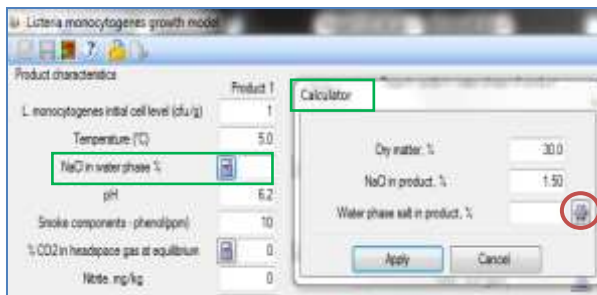 Listeria monocytogenes growth model
?
Product characteristics
Product 1
L. monocytogenes initial cell level (cfu/g) 1
Temperature (°C) 5.0
NaCl in water phase %
pH 6.2
Smoke components - phenol(ppm) 10
% CO2 in headspace gas at equilibrium 0
Nitrite, mg/kg 0
Calculator
Dry matter, % 30.0
NaCl in product, % 1.50
Water phase salt in product, %
Apply Cancel